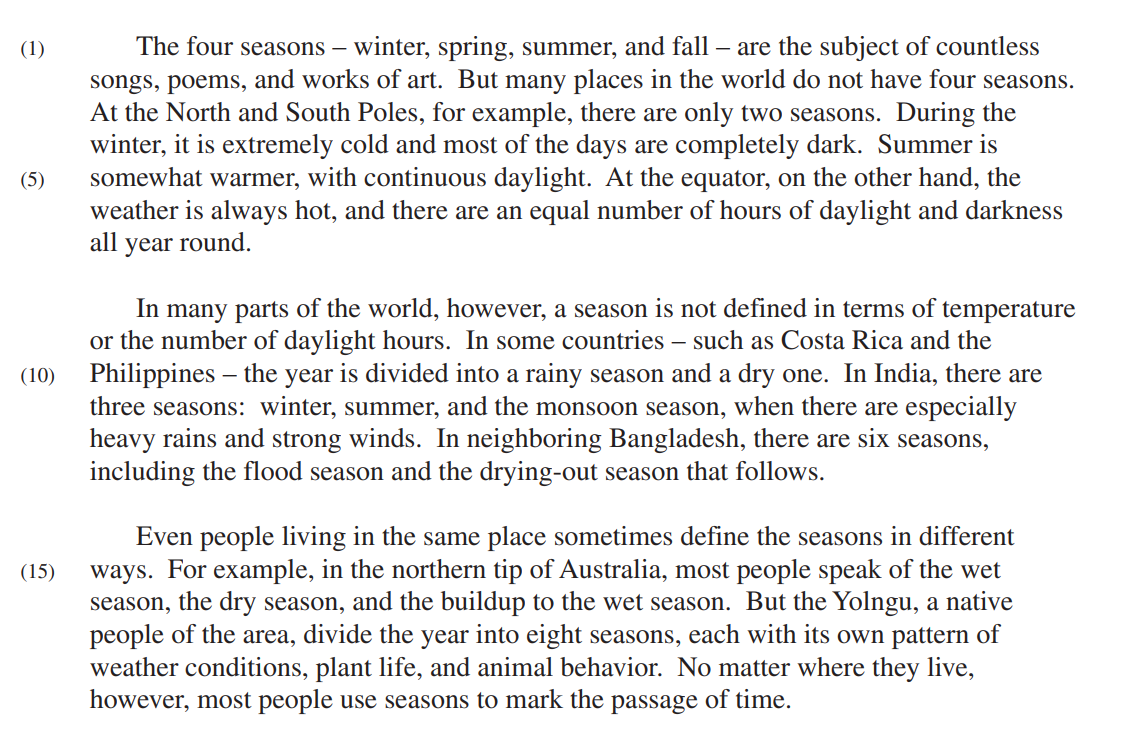 (1) The four seasons – winter, spring, summer, and fall – are the subject of countless
songs, poems, and works of art. But many places in the world do not have four seasons.
At the North and South Poles, for example, there are only two seasons. During the
winter, it is extremely cold and most of the days are completely dark. Summer is
(5) somewhat warmer, with continuous daylight. At the equator, on the other hand, the
weather is always hot, and there are an equal number of hours of daylight and darkness
all year round.
In many parts of the world, however, a season is not defined in terms of temperature
or the number of daylight hours. In some countries – such as Costa Rica and the
(10) Philippines – the year is divided into a rainy season and a dry one. In India, there are
three seasons: winter, summer, and the monsoon season, when there are especially
heavy rains and strong winds. In neighboring Bangladesh, there are six seasons,
including the flood season and the drying-out season that follows.
Even people living in the same place sometimes define the seasons in different
(15) ways. For example, in the northern tip of Australia, most people speak of the wet
season, the dry season, and the buildup to the wet season. But the Yolngu, a native
people of the area, divide the year into eight seasons, each with its own pattern of
weather conditions, plant life, and animal behavior. No matter where they live,
however, most people use seasons to mark the passage of time.